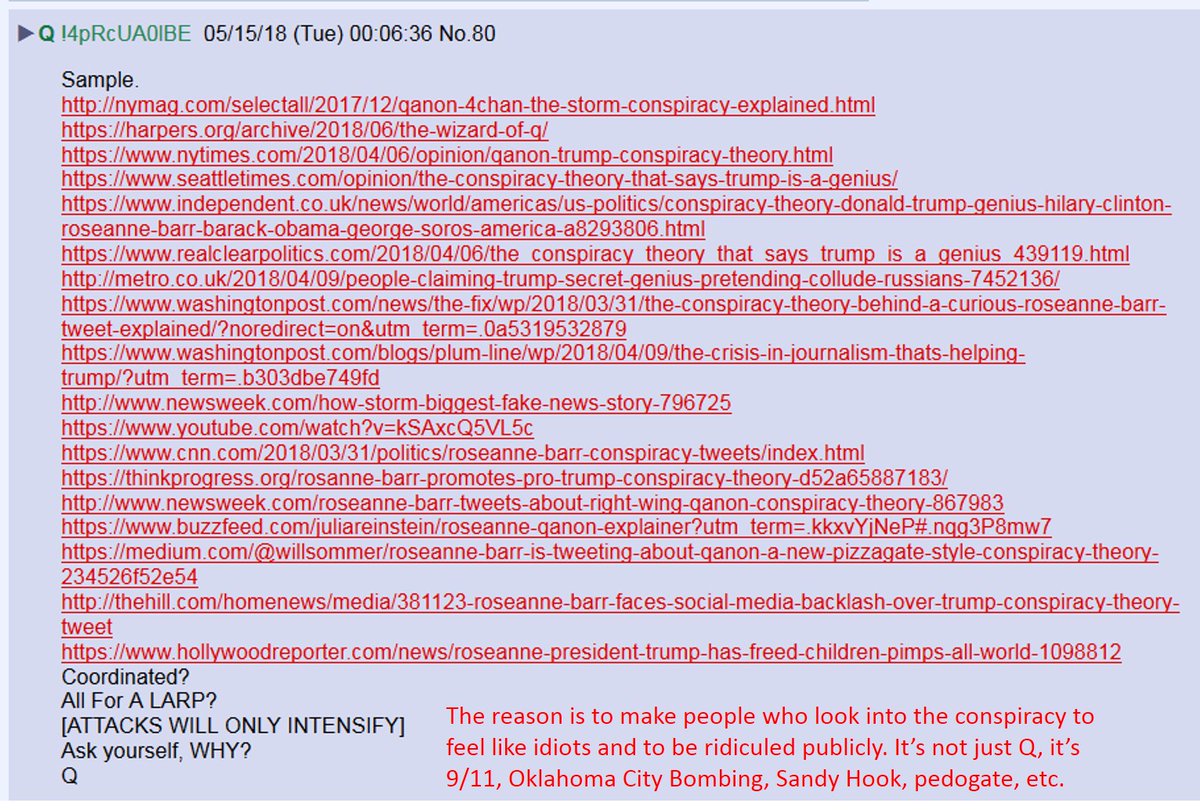 Q !4pRcUA0lBE 05/15/18 (Tue) 00:06:36 No.80
Sample.
http://nymag.com/selectall/2017/12/qanon-4chan-the-storm-conspiracy-explained.html
https://harpers.org/archive/2018/06/the-wizard-of-q/
https://www.nytimes.com/2018/04/06/opinion/qanon-trump-conspiracy-theory.html
https://www.seattletimes.com/opinion/the-conspiracy-theory-that-says-trump-is-a-genius/
https://www.independent.co.uk/news/world/americas/us-politics/conspiracy-theory-donald-trump-genius-hilary-clinton-
roseanne-barr-barack-obama-george-soros-america-a8293806.html
https://www.realclearpolitics.com/2018/04/06/the_conspiracy_theory_that_says_trump_is_a_genius_439119.html
http://metro.co.uk/2018/04/09/people-claiming-trump-secret-genius-pretending-collude-russians-7452136/
https://www.washingtonpost.com/news/the-fix/wp/2018/03/31/the-conspiracy-theory-behind-a-curious-roseanne-barr-
tweet-explained/?noredirect=on&utm_term=.0a5319532879
https://www.washingtonpost.com/blogs/plum-line/wp/2018/04/09/the-crisis-in-journalism-thats-helping-
trump/?utm_term=.b303dbe749fd
http://www.newsweek.com/how-storm-biggest-fake-news-story-796725
https://www.youtube.com/watch?v=kSAxcQ5VL5c
https://www.cnn.com/2018/03/31/politics/roseanne-barr-conspiracy-tweets/index.html
https://thinkprogress.org/rosanne-barr-promotes-pro-trump-conspiracy-theory-d52a65887183/
http://www.newsweek.com/roseanne-barr-tweets-about-right-wing-qanon-conspiracy-theory-867983
https://www.buzzfeed.com/juliareinstein/roseanne-qanon-explainer?utm_term=.kkxvYjNeP#.nqg3P8mw7
https://medium.com/@willsommer/roseanne-barr-is-tweeting-about-qanon-a-new-pizzagate-style-conspiracy-theory-
234526f52e54
http://thehill.com/homenews/media/381123-roseanne-barr-faces-social-media-backlash-over-trump-conspiracy-theory-
tweet
https://www.hollywoodreporter.com/news/roseanne-president-trump-has-freed-children-pimps-all-world-1098812
Coordinated?
All For A LARP?
[ATTACKS WILL ONLY INTENSIFY]
Ask yourself, WHY?
Q
The reason is to make people who look into the conspiracy to
feel like idiots and to be ridiculed publicly. It's not just Q, it's
9/11, Oklahoma City Bombing, Sandy Hook, pedogate, etc.